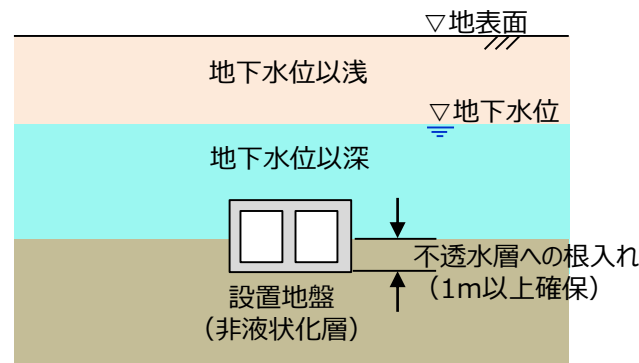 ▽地表面
地下水位以浅
▽地下水位
地下水位以深
不透水層への根入れ
（1m以上確保）
設置地盤
（非液状化層）